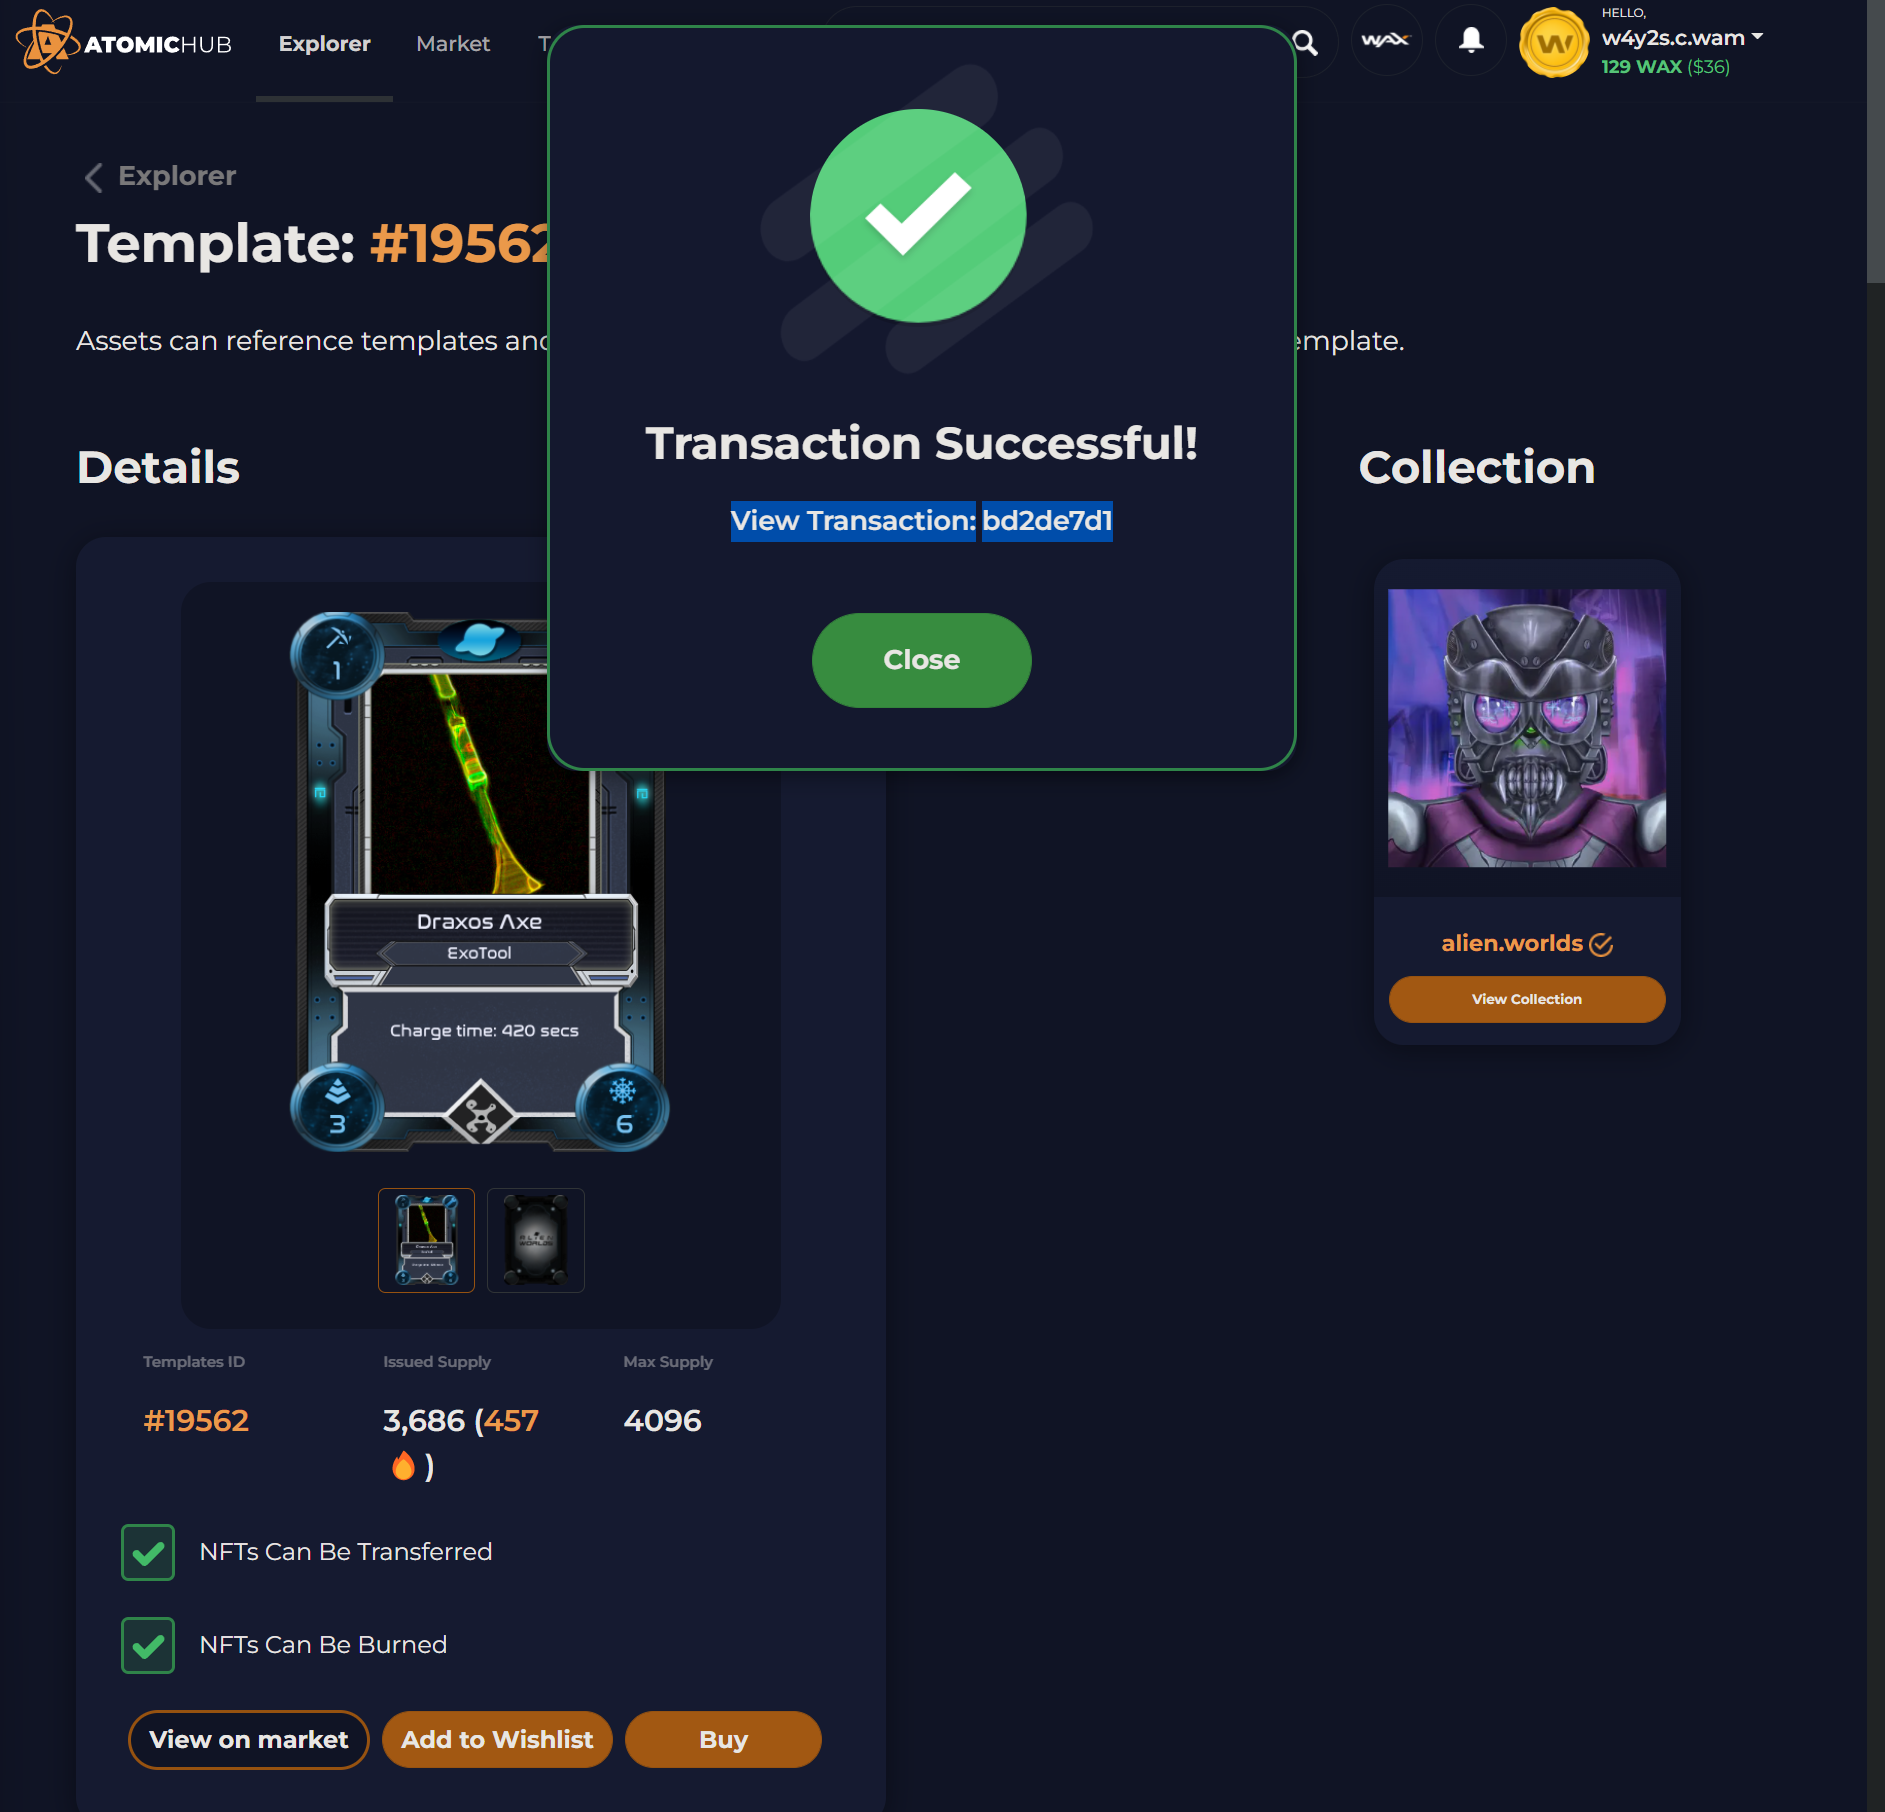 ATOMICHUB
Explorer
Market
T
WAX
HELLO,
w4y2s.c.wam
129 WAX ($36)
Explorer
Template: #19562
Assets can reference templates and
emplate.
Transaction Successful!
View Transaction: bd2de7d1
Close
Details
Collection
1
Draxos Axe
ExoTool
Charge time: 420 secs
3
6
ALIEN
WORLDS
alien.worlds
View Collection
Templates ID
Issued Supply
Max Supply
#19562
3,686 (457
)
4096
NFTs Can Be Transferred
NFTs Can Be Burned
View on market
Add to Wishlist
Buy